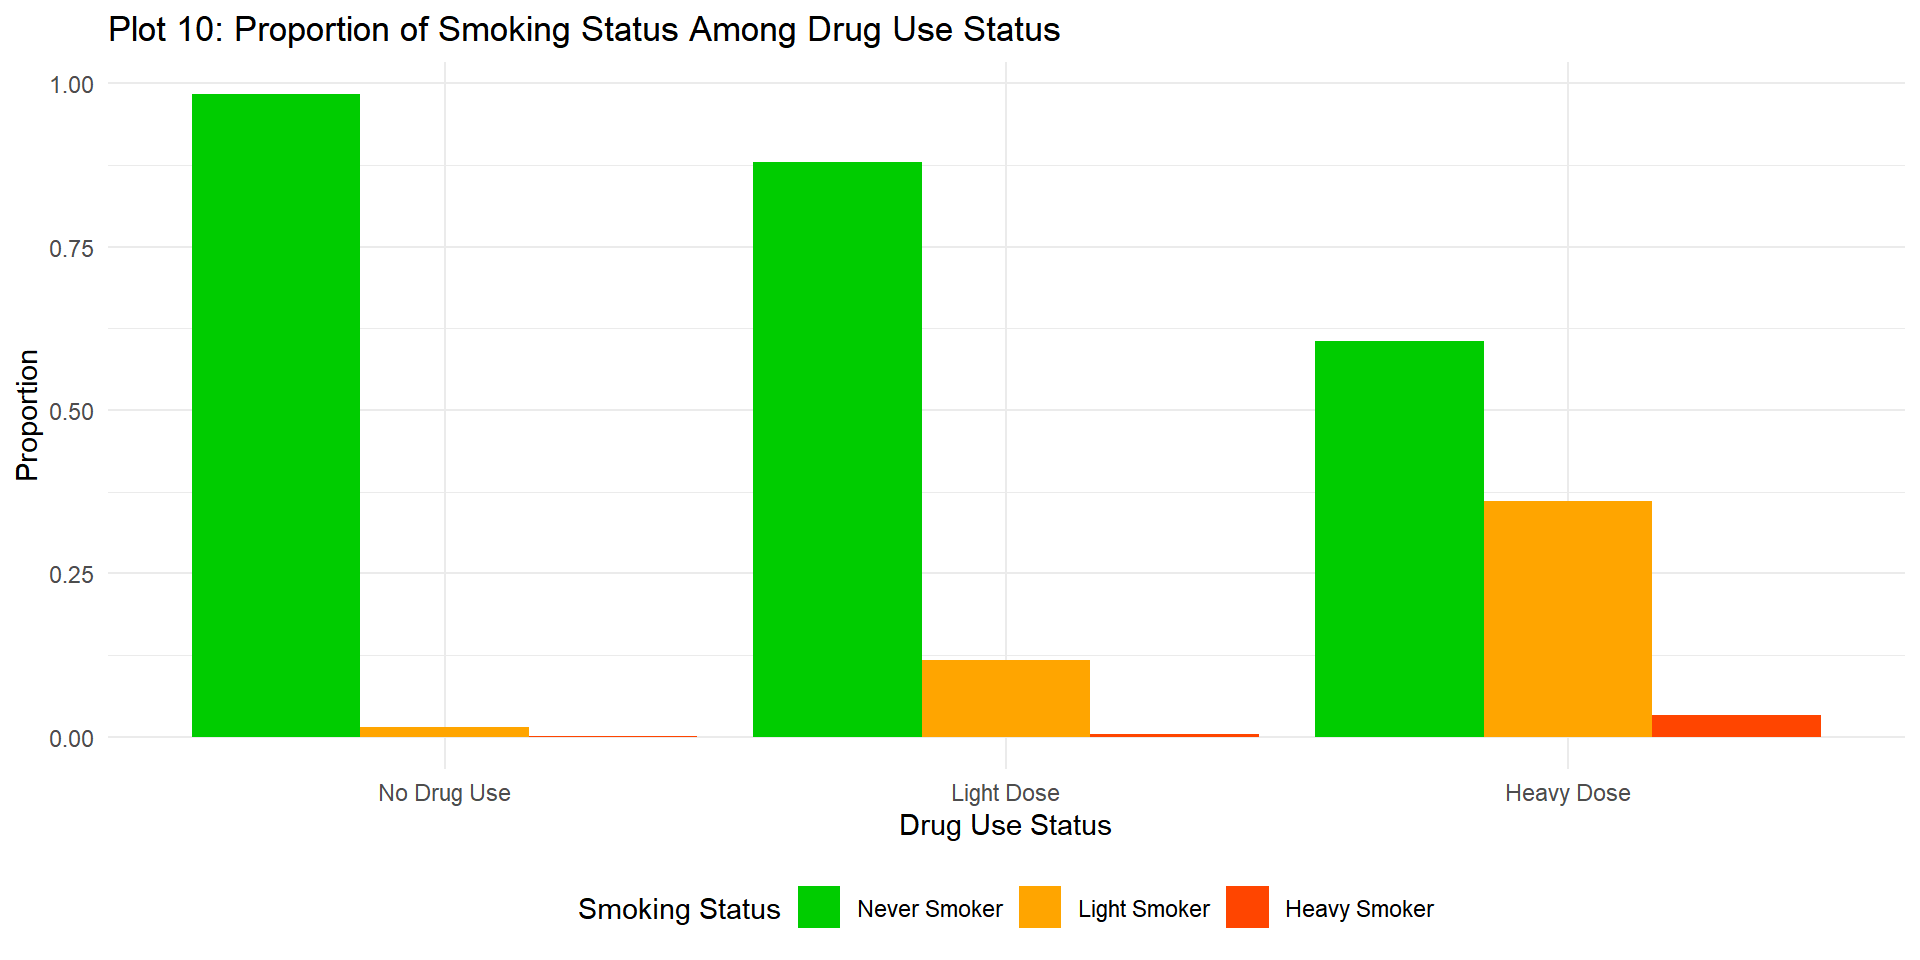 Plot 10: Proportion of Smoking Status Among Drug Use Status
Proportion
1.00
0.75
0.50
0.25
0.00
No Drug Use Light Dose Heavy Dose
Drug Use Status
Smoking Status Never Smoker Light Smoker Heavy Smoker